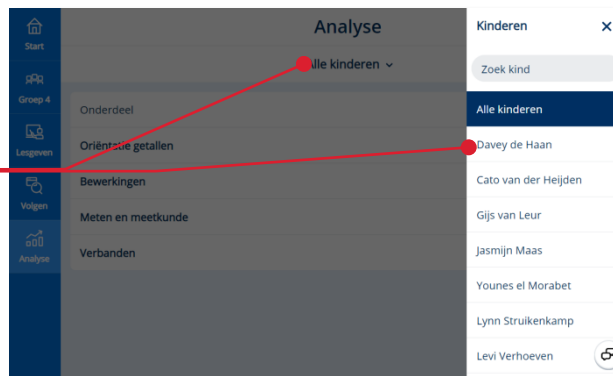 Start
Groep 4
Lesgeven
Volgen
Analyse
Analyse
Alle kinderen
Onderdeel
Oriëntatie getallen
Bewerkingen
Meten en meetkunde
Verbanden
Kinderen
Zoek kind
Alle kinderen
Davey de Haan
Cato van der Heijden
Gijs van Leur
Jasmijn Maas
Younes el Morabet
Lynn Struikenkamp
Levi Verhoeven